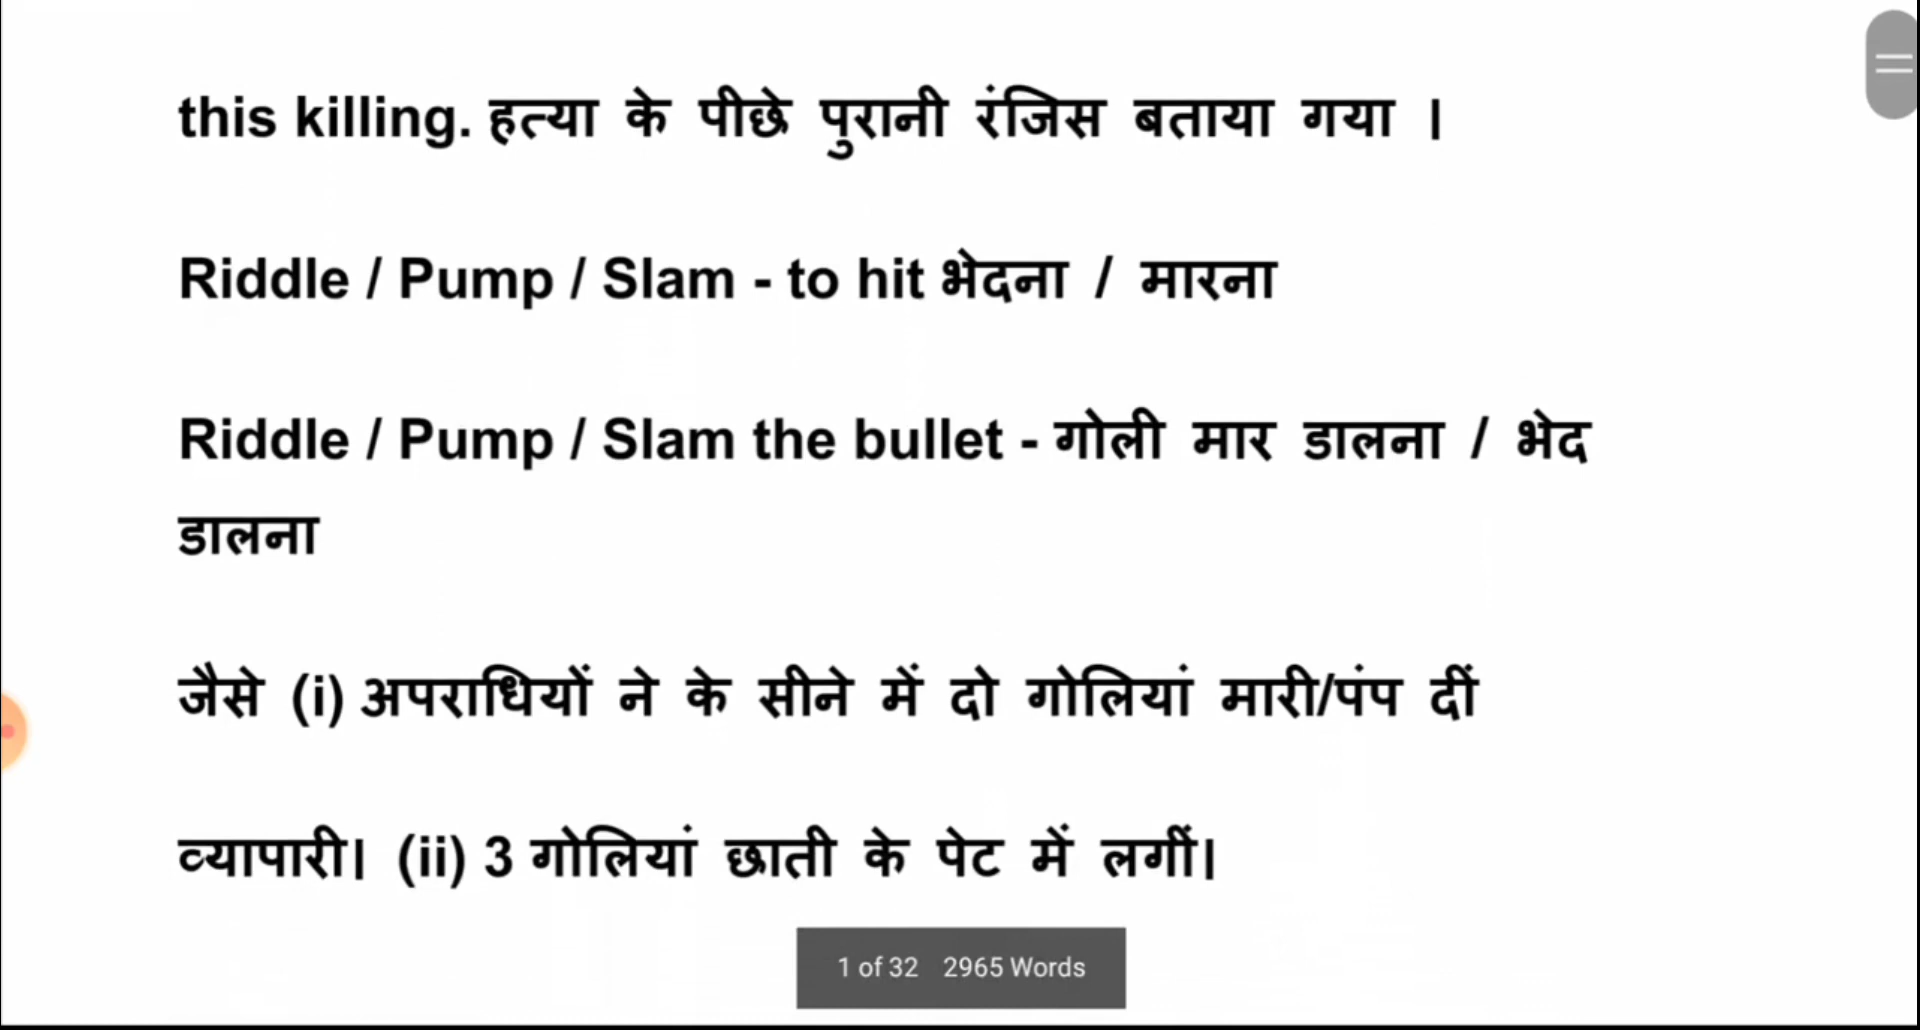 this killing. हत्या के पीछे पुरानी रंजिस बताया गया ।
Riddle / Pump / Slam - to hit भेदना / मारना
Riddle / Pump / Slam the bullet - गोली मार डालना / भेद
डालना
जैसे (i) अपराधियों ने के सीने में दो गोलियां मारी/पंप दीं
व्यापारी। (ii) 3 गोलियां छाती के पेट में लगीं।
1 of 32 2965 Words